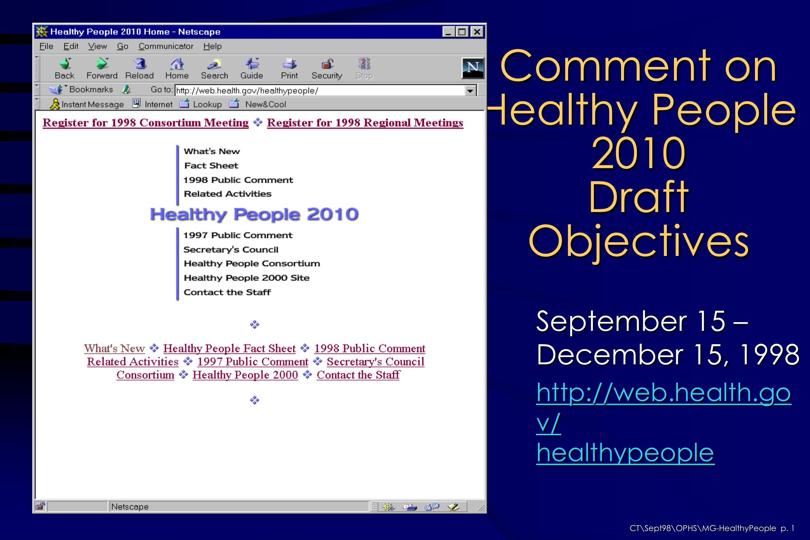 Healthy People 2010 Home - Netscape
File Edit View Go Communicator Help
Back Forward Reload Home Search Guide Print Security Stop
N
Bookmarks Go to: http://web.health.gov/healthypeople/
Instant Message Internet Lookup New&Cool
Register for 1998 Consortium Meeting Register for 1998 Regional Meetings
What's New
Fact Sheet
1998 Public Comment
Related Activities
Healthy People 2010
1997 Public Comment
Secretary's Council
Healthy People Consortium
Healthy People 2000 Site
Contact the Staff
What's New Healthy People Fact Sheet 1998 Public Comment
Related Activities 1997 Public Comment Secretary's Council
Consortium Healthy People 2000 Contact the Staff
Netscape
Comment on
Healthy People
2010
Draft
Objectives
September 15 –
December 15, 1998
http://web.health.go
v/
healthypeople
CT\Sept98\OPHS\MG-HealthyPeople p. 1